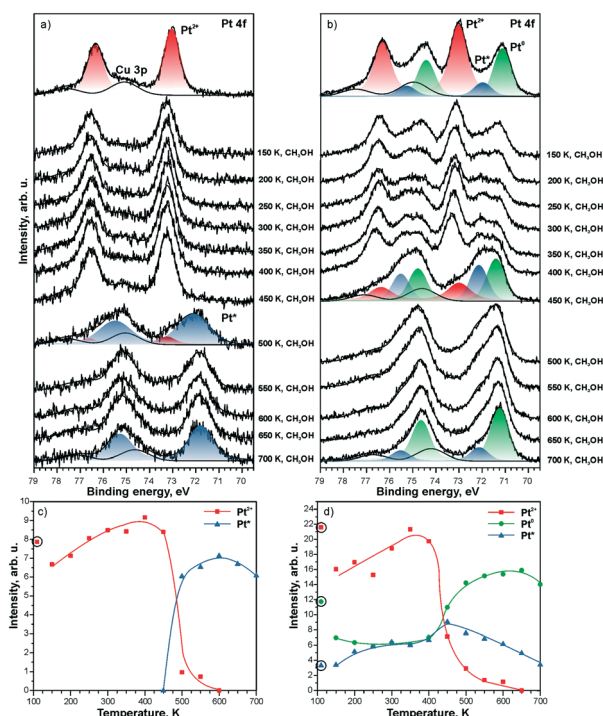 a) Pt²⁺ Pt 4f
Cu 3p
150 K, CH₃OH
200 K, CH₃OH
250 K, CH₃OH
300 K, CH₃OH
350 K, CH₃OH
400 K, CH₃OH
450 K, CH₃OH
Pt*
500 K, CH₃OH
550 K, CH₃OH
600 K, CH₃OH
650 K, CH₃OH
700 K, CH₃OH
Intensity, arb. u.
79 78 77 76 75 74 73 72 71 70
Binding energy, eV
b) Pt²⁺ Pt 4f
Pt* Pt⁰
150 K, CH₃OH
200 K, CH₃OH
250 K, CH₃OH
300 K, CH₃OH
350 K, CH₃OH
400 K, CH₃OH
450 K, CH₃OH
500 K, CH₃OH
550 K, CH₃OH
600 K, CH₃OH
650 K, CH₃OH
700 K, CH₃OH
Intensity, arb. u.
79 78 77 76 75 74 73 72 71 70
Binding energy, eV
c)
Pt²⁺
Pt*
Intensity, arb. u.
10
9
8
7
6
5
4
3
2
1
0
100 200 300 400 500 600 700
Temperature, K
d)
Pt²⁺
Pt⁰
Pt*
Intensity, arb. u.
24
22
20
18
16
14
12
10
8
6
4
2
0
100 200 300 400 500 600 700
Temperature, K